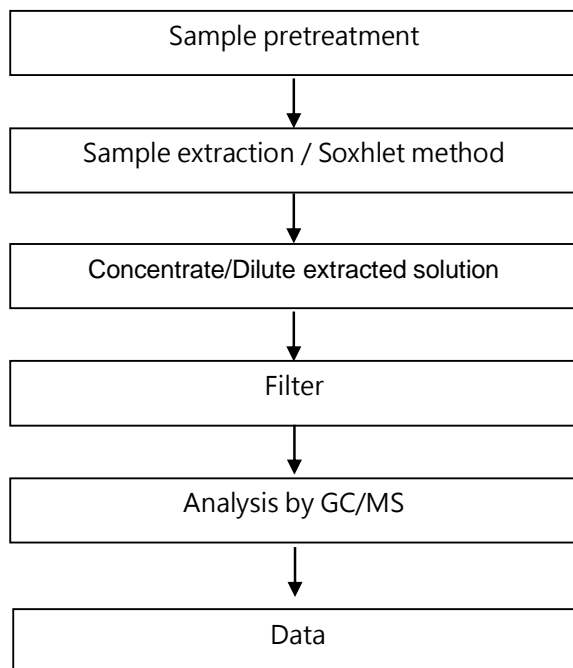 Sample pretreatment
Sample extraction / Soxhlet method
Concentrate/Dilute extracted solution
Filter
Analysis by GC/MS
Data